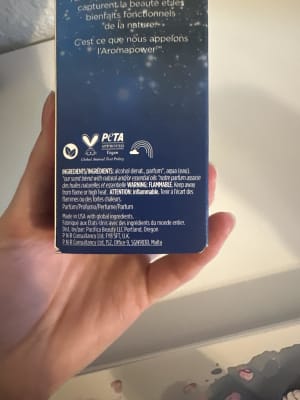 capturent la beauté et les
bienfaits fonctionnels
de la nature.
C'est ce que nous appelons
l'Aromapower™.
PeTA
APPROVED
Vegan
Global Animal Test Policy
INGREDIENTS/INGRÉDIENTS: alcohol denat., parfum*, aqua (eau).
*our scent blend with natural and/or essential oils *notre parfum associe
des huiles naturelles et essentielle WARNING: FLAMMABLE. Keep away
from flame or high heat. ATTENTION: inflammable. Tenir à l'écart des
flammes ou des fortes chaleurs.
Parfum/Profumo/Perfume/Parfum
Made in USA with global ingredients.
Fabriqué aux États-Unis avec des ingrédients du monde entier.
Dist. by/par: Pacifica Beauty LLC Portland, Oregon
P N R Consultancy Ltd. FY8 5FT, U.K.
P N R Consultancy Ltd. 152, Office 9, SGN9030, Malta